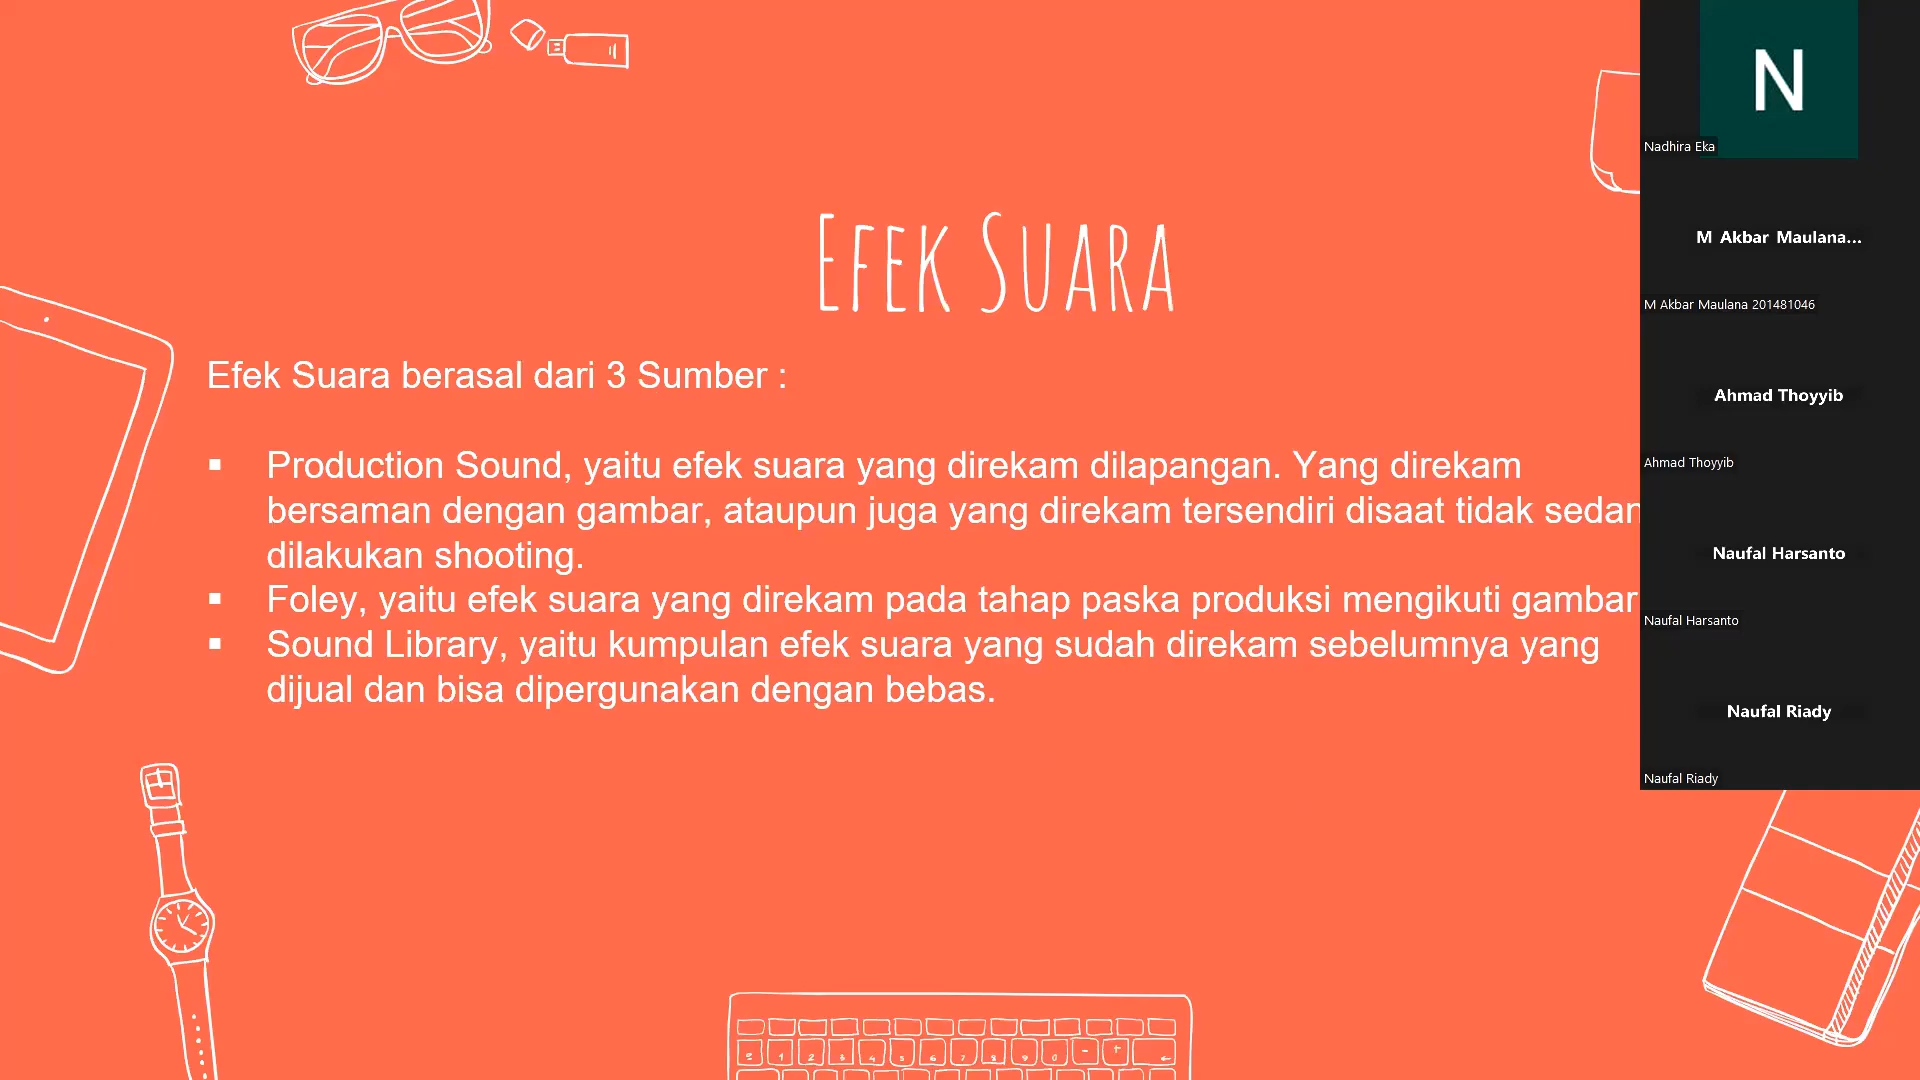 EFEK SUARA
Efek Suara berasal dari 3 Sumber :
▪ Production Sound, yaitu efek suara yang direkam dilapangan. Yang direkam
bersaman dengan gambar, ataupun juga yang direkam tersendiri disaat tidak sedan
dilakukan shooting.
▪ Foley, yaitu efek suara yang direkam pada tahap paska produksi mengikuti gambar
▪ Sound Library, yaitu kumpulan efek suara yang sudah direkam sebelumnya yang
dijual dan bisa dipergunakan dengan bebas.
N
Nadhira Eka
M Akbar Maulana...
M Akbar Maulana 201481046
Ahmad Thoyyib
Ahmad Thoyyib
Naufal Harsanto
Naufal Harsanto
Naufal Riady
Naufal Riady